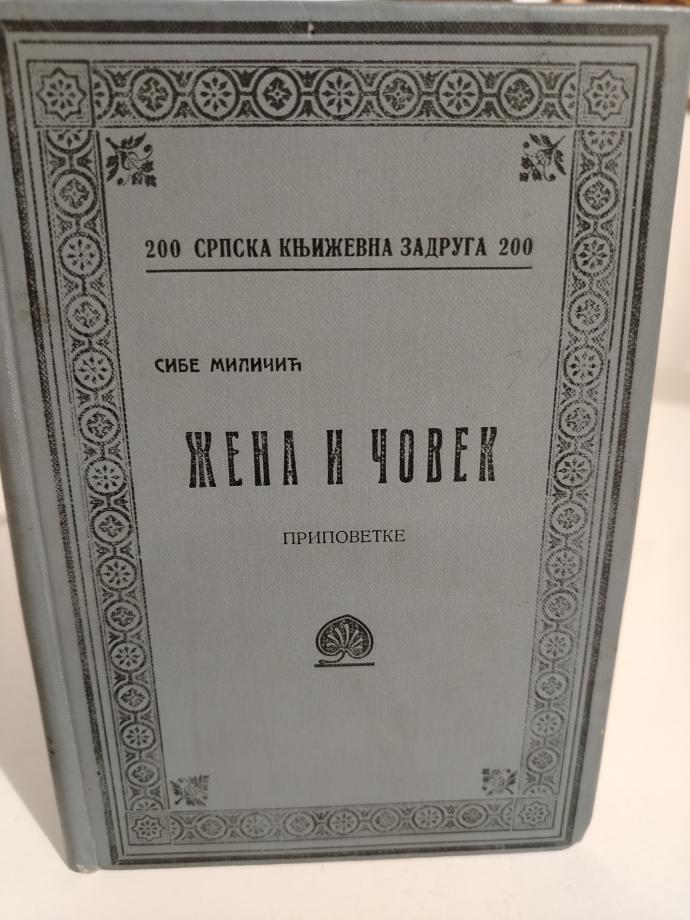 200 СРПСКА КЊИЖЕВНА ЗАДРУГА 200
СИБЕ МИЛИЧИЋ
ЖЕНА И ЧОВЕК
ПРИПОВЕТКЕ